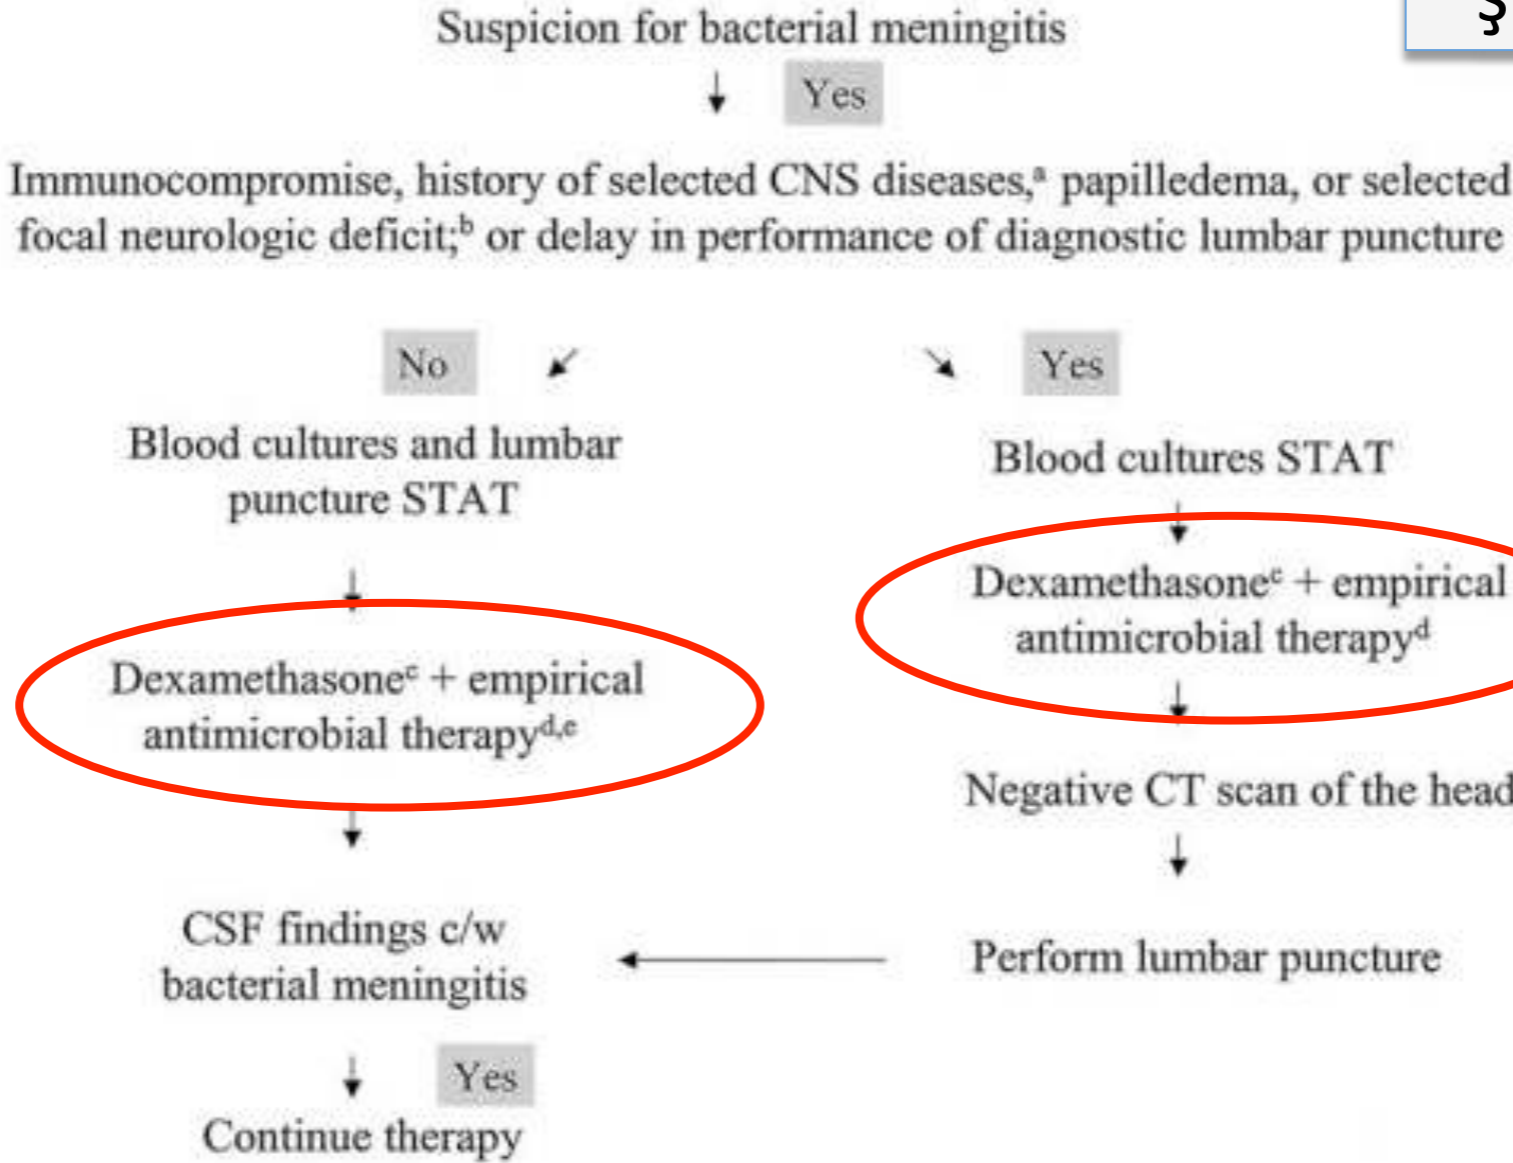 Ş
Suspicion for bacterial meningitis
Yes
Immunocompromise, history of selected CNS diseases,ᵃ papilledema, or selected
focal neurologic deficit;ᵇ or delay in performance of diagnostic lumbar puncture
No
Yes
Blood cultures and lumbar
puncture STAT
Dexamethasoneᶜ + empirical
antimicrobial therapyᵈ,ᵉ
Blood cultures STAT
Dexamethasoneᶜ + empirical
antimicrobial therapyᵈ
Negative CT scan of the head
Perform lumbar puncture
CSF findings c/w
bacterial meningitis
Yes
Continue therapy